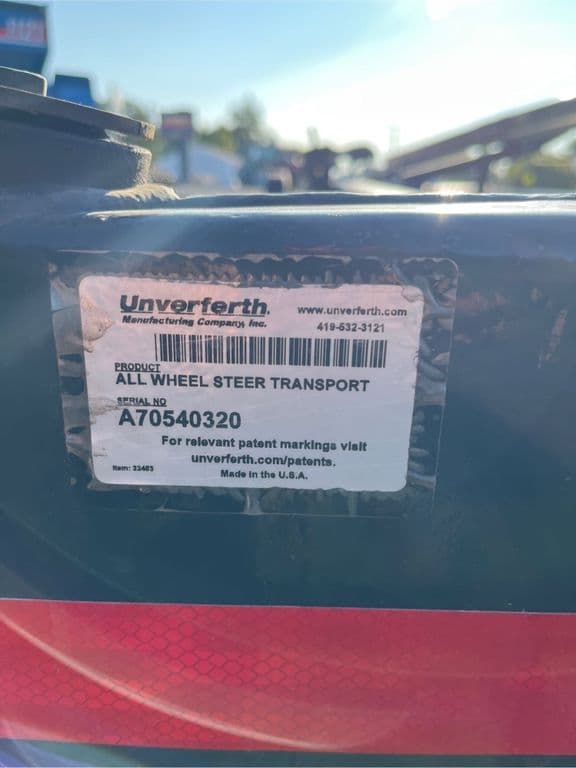 Unverferth.
Manufacturing Company, Inc.
www.unverferth.com
419-532-3121
PRODUCT
ALL WHEEL STEER TRANSPORT
SERIAL NO
A70540320
For relevant patent markings visit
unverferth.com/patents.
Made in the U.S.A.